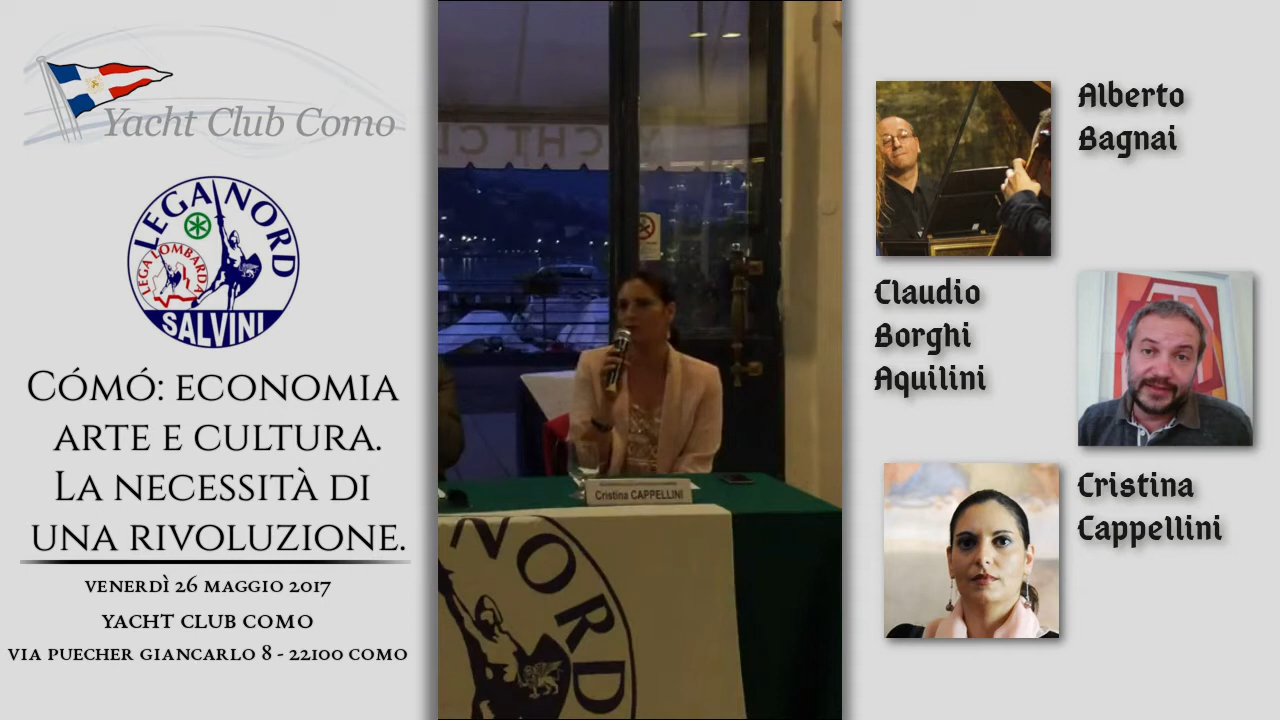 Yacht Club Como
LEGA NORD
LEGA LOMBARDA
SALVINI
CÓMÓ: ECONOMIA
ARTE E CULTURA.
LA NECESSITÀ DI
UNA RIVOLUZIONE.
VENERDÌ 26 MAGGIO 2017
YACHT CLUB COMO
VIA PUECHER GIANCARLO 8 - 22100 COMO
YACHT CL
Cristina CAPPELLINI
NORD
Alberto
Bagnai
Claudio
Borghi
Aquilini
Cristina
Cappellini